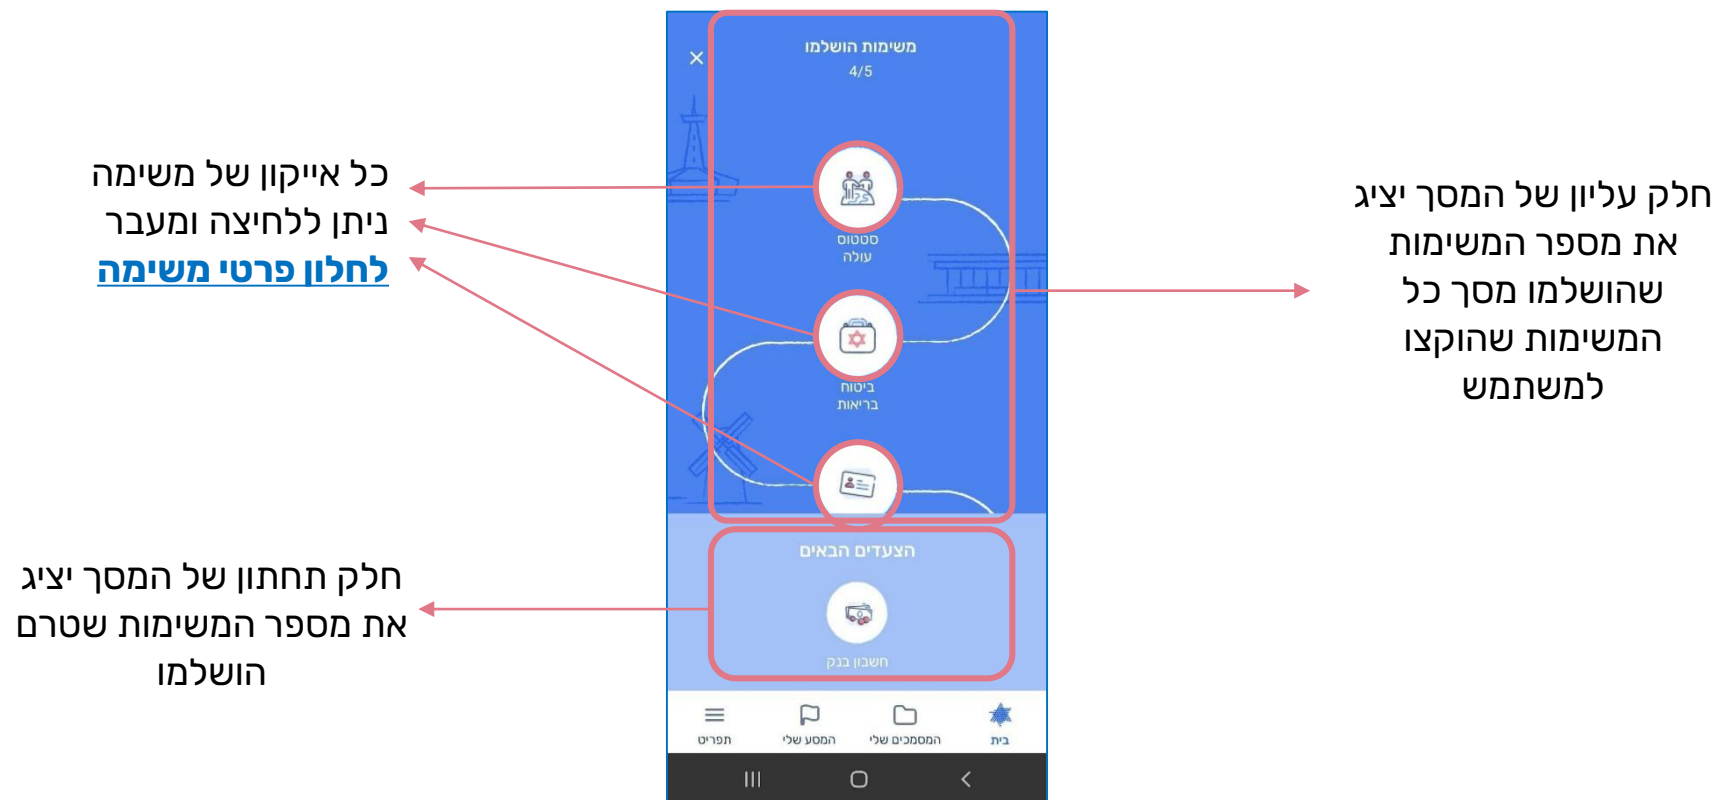 משימות הושלמו
4/5
סטטוס
עולה
ביטוח
בריאות
הצעדים הבאים
חשבון בנק
בית
המסמכים שלי
המסע שלי
תפריט
חלק עליון של המסך יציג
את מספר המשימות
שהושלמו מסך כל
המשימות שהוקצו
למשתמש
כל אייקון של משימה
ניתן ללחיצה ומעבר
לחלון פרטי משימה
חלק תחתון של המסך יציג
את מספר המשימות שטרם
הושלמו